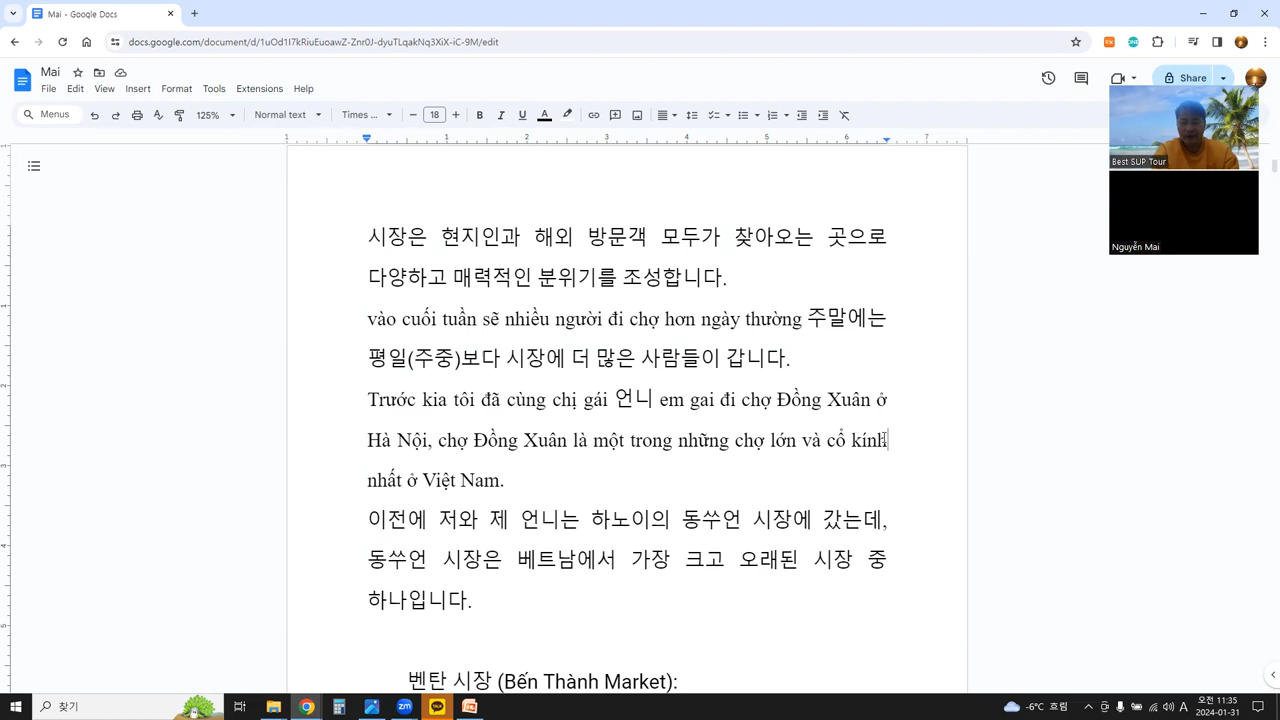 Mai - Google Docs
docs.google.com/document/d/1uOd1I7kRiuEuoawZ-Znr0J-dyuTLqakNq3XiX-iC-9M/edit
Mai
File Edit View Insert Format Tools Extensions Help
Share
Menus 125% Normal text Times ... 18 B I U A
1 1 2 3 4 5 6 7
시장은 현지인과 해외 방문객 모두가 찾아오는 곳으로
다양하고 매력적인 분위기를 조성합니다.
vào cuối tuần sẽ nhiều người đi chợ hơn ngày thường 주말에는
평일(주중)보다 시장에 더 많은 사람들이 갑니다.
Trước kia tôi đã cùng chị gái 언니 em gai đi chợ Đồng Xuân ở
Hà Nội, chợ Đồng Xuân là một trong những chợ lớn và cổ kính
nhất ở Việt Nam.
이전에 저와 제 언니는 하노이의 동쑤언 시장에 갔는데,
동쑤언 시장은 베트남에서 가장 크고 오래된 시장 중
하나입니다.
벤탄 시장 (Bến Thành Market):
Best SUP Tour
Nguyễn Mai
찾기
-6℃ 흐림
A
오전 11:35
2024-01-31